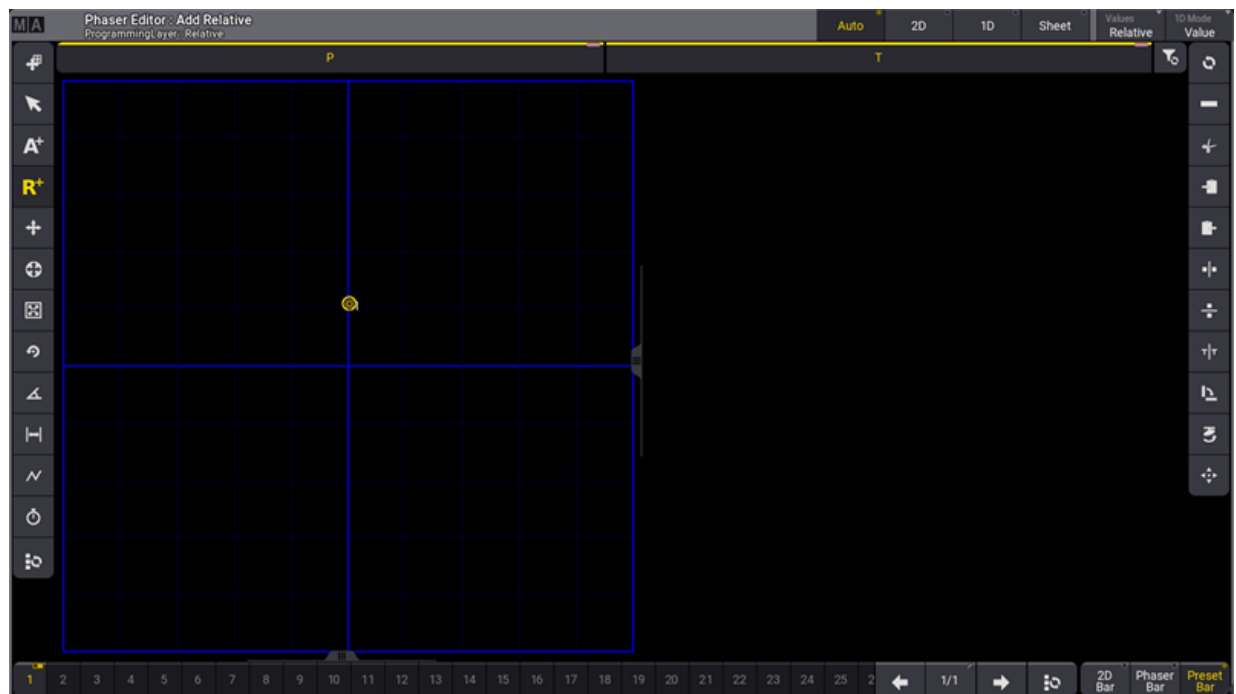 MA
Phaser Editor : Add Relative
ProgrammingLayer: Relative
Auto
2D
1D
Sheet
Values
Relative
1D Mode
Value
P
T
A+
R+
1
1 2 3 4 5 6 7 8 9 10 11 12 13 14 15 16 17 18 19 20 21 22 23 24 25 2
1/1
2D
Bar
Phaser
Bar
Preset
Bar